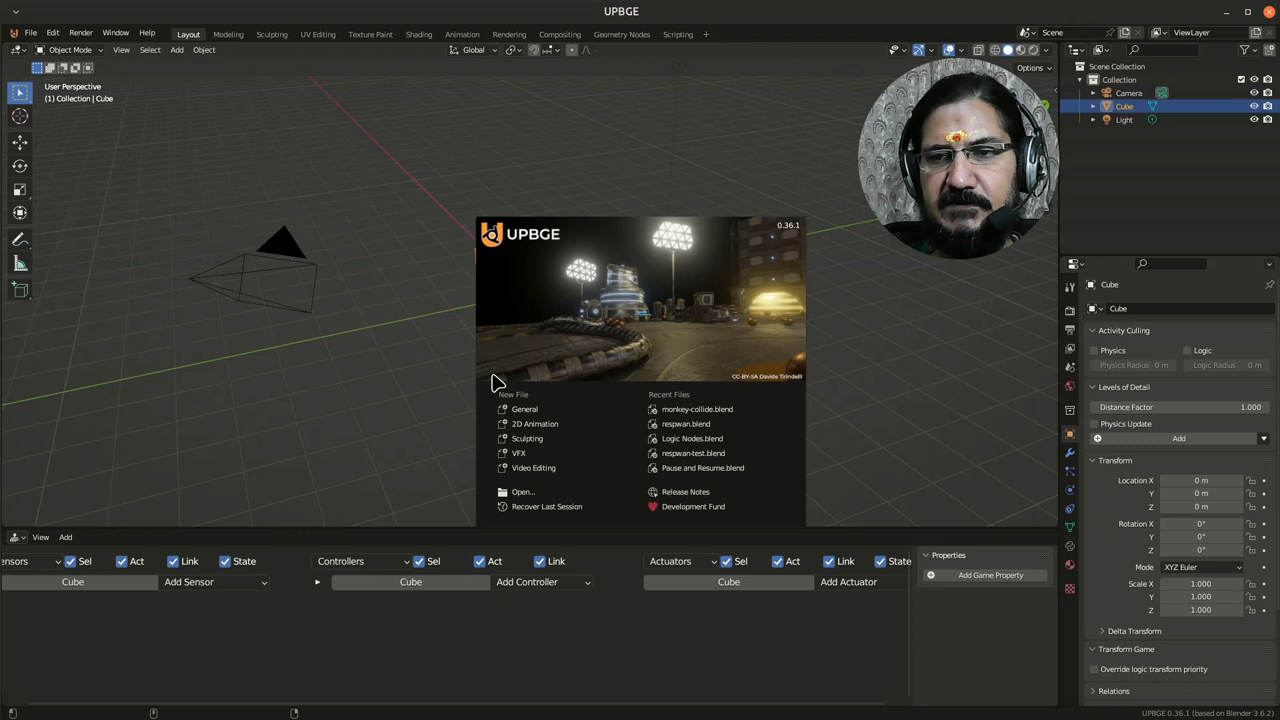 UPBGE
File Edit Render Window Help Layout Modeling Sculpting UV Editing Texture Paint Shading Animation Rendering Compositing Geometry Nodes Scripting + Scene ViewLayer
Object Mode View Select Add Object Global
Options
User Perspective
(1) Collection | Cube
Scene Collection
Collection
Camera
Cube
Light
UPBGE
0.36.1
CC-BY-SA Davide Tirindelli
New File
General
2D Animation
Sculpting
VFX
Video Editing
Open...
Recover Last Session
Recent Files
monkey-collide.blend
respwan.blend
Logic Nodes.blend
respwan-test.blend
Pause and Resume.blend
Release Notes
Development Fund
Cube
Cube
Activity Culling
Physics Logic
Physics Radius 0 m Logic Radius 0 m
Levels of Detail
Distance Factor 1.000
Physics Update
Add
Transform
Location X 0 m
Y 0 m
Z 0 m
Rotation X 0°
Y 0°
Z 0°
Mode XYZ Euler
Scale X 1.000
Y 1.000
Z 1.000
Delta Transform
Transform Game
Override logic transform priority
Relations
View Add
ensors Sel Act Link State Controllers Sel Act Link Actuators Sel Act Link State
Cube Add Sensor Cube Add Controller Cube Add Actuator
Properties
Add Game Property
UPBGE 0.36.1 (based on Blender 3.6.2)